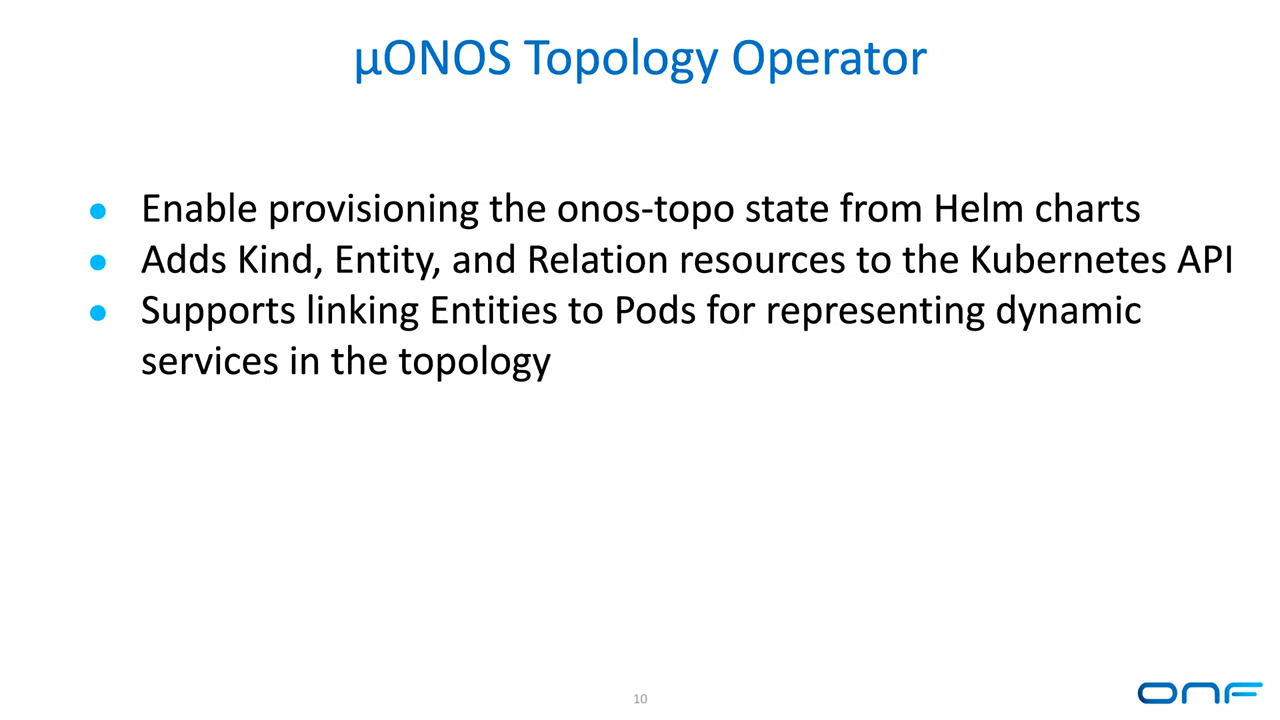 µONOS Topology Operator
● Enable provisioning the onos-topo state from Helm charts
● Adds Kind, Entity, and Relation resources to the Kubernetes API
● Supports linking Entities to Pods for representing dynamic
services in the topology
10
ONF